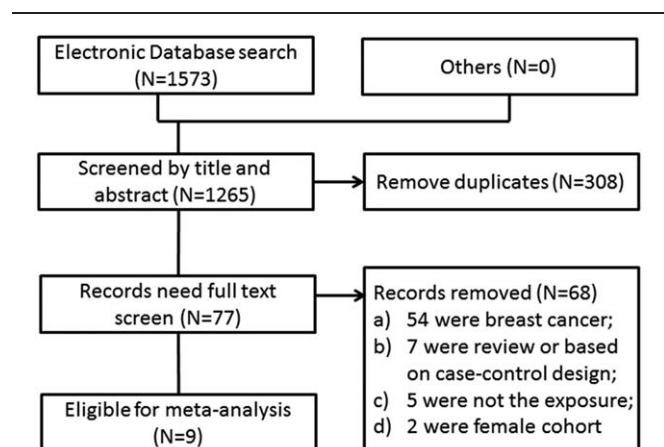 Electronic Database search
(N=1573)
Others (N=0)
Screened by title and
abstract (N=1265)
Remove duplicates (N=308)
Records need full text
screen (N=77)
Records removed (N=68)
a) 54 were breast cancer;
b) 7 were review or based
on case-control design;
c) 5 were not the exposure;
d) 2 were female cohort
Eligible for meta-analysis
(N=9)